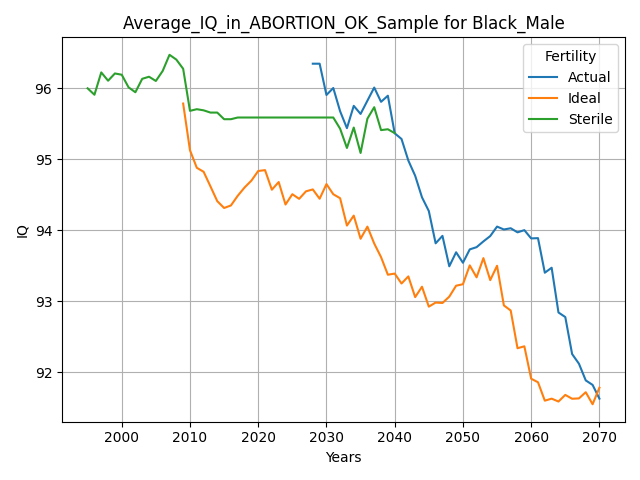 Average_IQ_in_ABORTION_OK_Sample for Black_Male
Fertility
Actual
Ideal
Sterile
IQ
96
95
94
93
92
2000 2010 2020 2030 2040 2050 2060 2070
Years